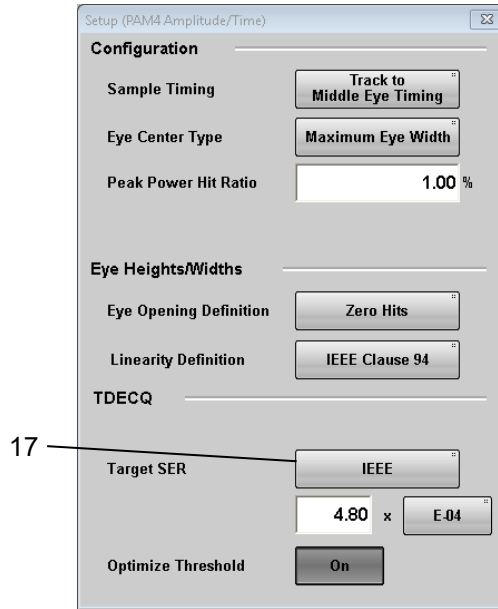 Setup (PAM4 Amplitude/Time)
Configuration
Sample Timing
Track to
Middle Eye Timing
Eye Center Type
Maximum Eye Width
Peak Power Hit Ratio
1.00 %
Eye Heights/Widths
Eye Opening Definition
Zero Hits
Linearity Definition
IEEE Clause 94
TDECQ
17
Target SER
IEEE
4.80 x E-04
Optimize Threshold
On